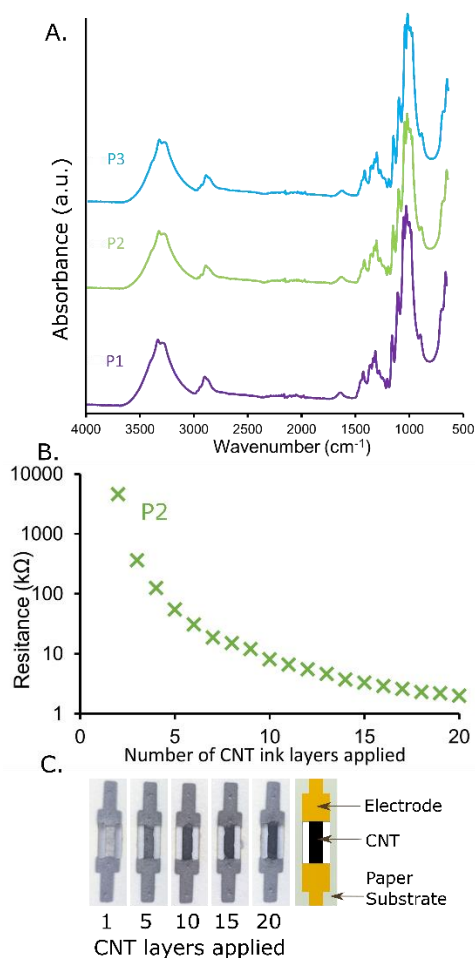 A.
Absorbance (a.u.)
P3
P2
P1
4000 3500 3000 2500 2000 1500 1000 500
Wavenumber (cm⁻¹)
B.
Resitance (kΩ)
10000
1000
100
10
1
P2
0 5 10 15 20
Number of CNT ink layers applied
C.
Electrode
CNT
Paper
Substrate
1 5 10 15 20
CNT layers applied